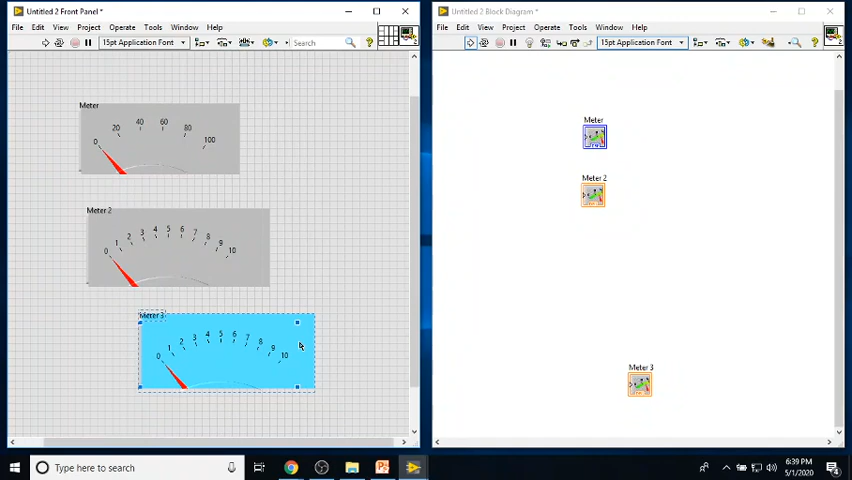 Untitled 2 Front Panel *
File Edit View Project Operate Tools Window Help
15pt Application Font
Search
?
2
Meter
0 20 40 60 80 100
Meter 2
0 1 2 3 4 5 6 7 8 9 10
Meter 3
0 1 2 3 4 5 6 7 8 9 10
Untitled 2 Block Diagram *
File Edit View Project Operate Tools Window Help
15pt Application Font
?
2
Meter
Meter 2
Meter 3
Type here to search
6:39 PM
5/1/2020
4